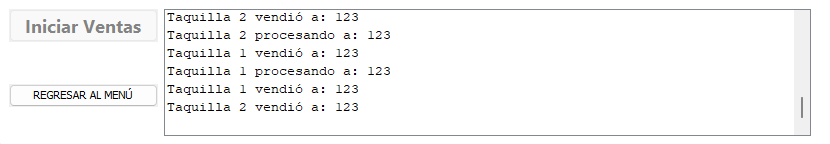 Iniciar Ventas
REGRESAR AL MENÚ
Taquilla 2 vendió a: 123
Taquilla 2 procesando a: 123
Taquilla 1 vendió a: 123
Taquilla 1 procesando a: 123
Taquilla 1 vendió a: 123
Taquilla 2 vendió a: 123